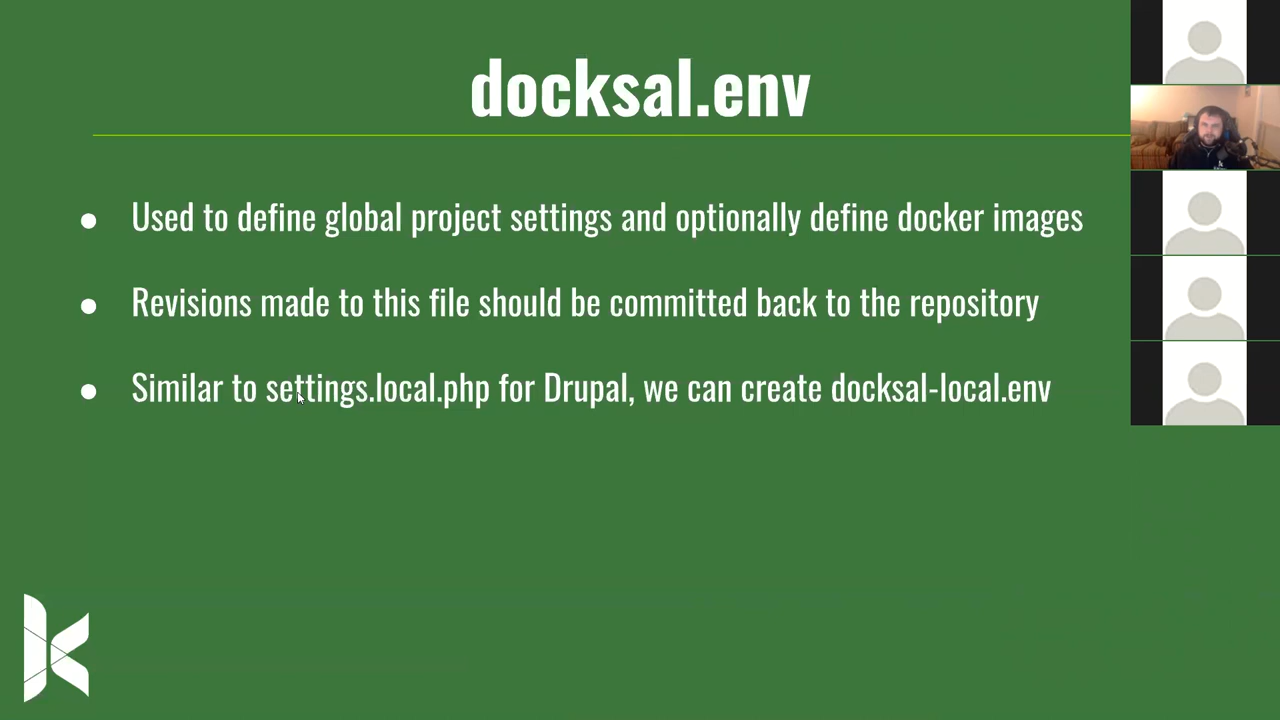 docksal.env
● Used to define global project settings and optionally define docker images
● Revisions made to this file should be committed back to the repository
● Similar to settings.local.php for Drupal, we can create docksal-local.env